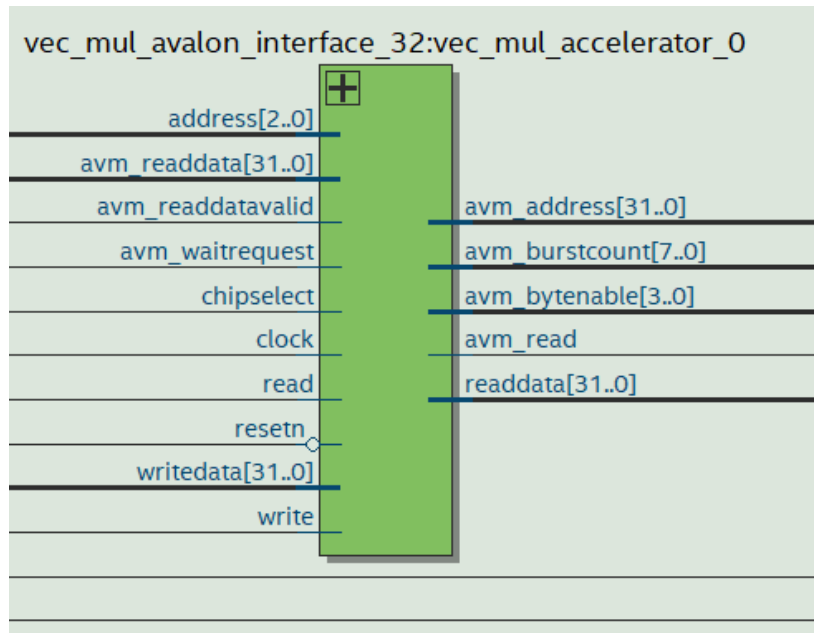 vec_mul_avalon_interface_32:vec_mul_accelerator_0
address[2..0]
avm_readdata[31..0]
avm_readdatavalid
avm_waitrequest
chipselect
clock
read
resetn
writedata[31..0]
write
avm_address[31..0]
avm_burstcount[7..0]
avm_bytenable[3..0]
avm_read
readdata[31..0]